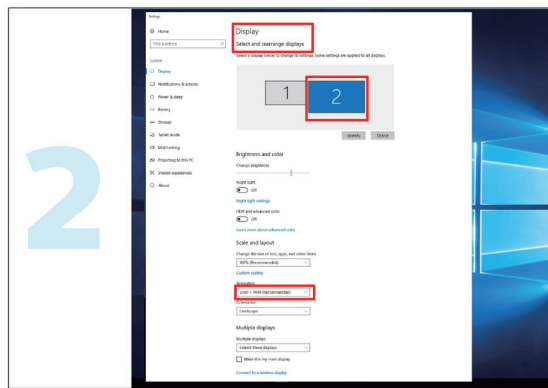 2
Settings
Home
Find a setting
System
Display
Notifications & actions
Power & sleep
Battery
Storage
Tablet mode
Multitasking
Projecting to this PC
Shared experiences
About
Display
Select and rearrange displays
Select a display below to change its settings. Some settings are applied to all displays.
1 2
Identify Detect
Brightness and color
Change brightness
Night light
Off
Night light settings
HDR and advanced color
Off
Learn more about advanced color
Scale and layout
Change the size of text, apps, and other items
100% (Recommended)
Custom scaling
Resolution
(Recommended)
Orientation
Landscape
Multiple displays
Multiple displays
Extend these displays
Make this my main display
Connect to a wireless display